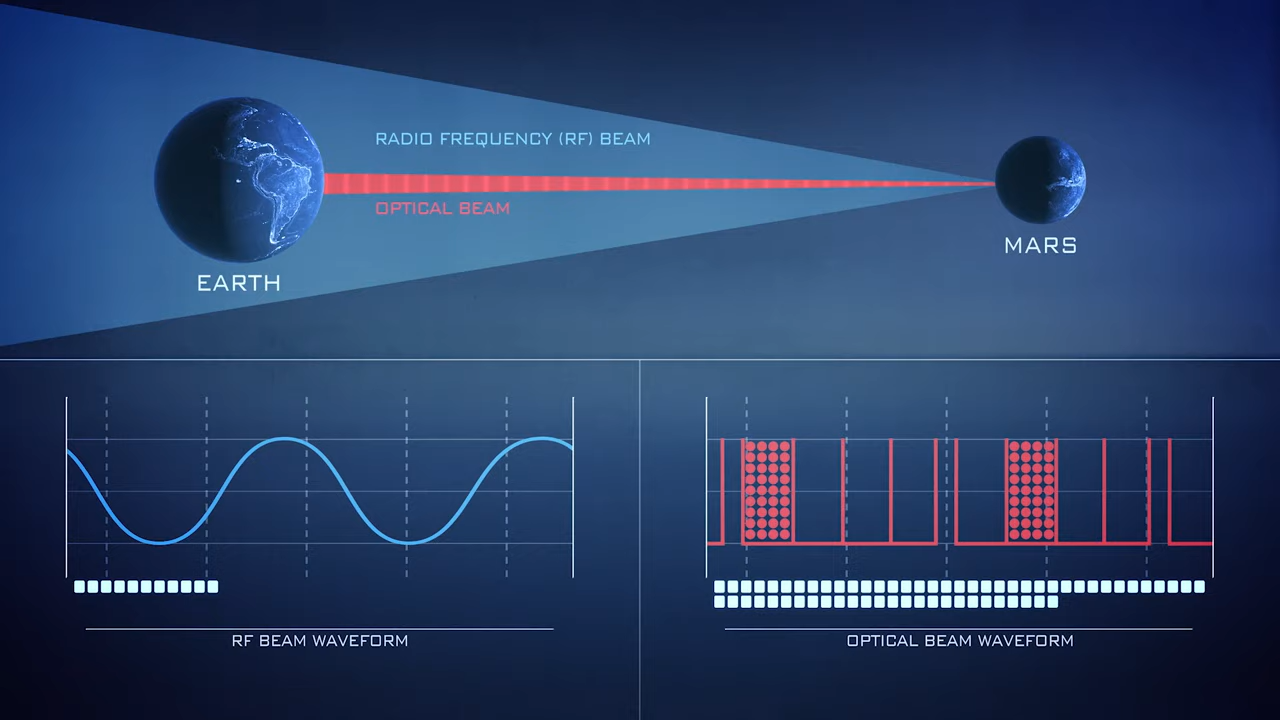 RADIO FREQUENCY (RF) BEAM
OPTICAL BEAM
EARTH
MARS
RF BEAM WAVEFORM
OPTICAL BEAM WAVEFORM